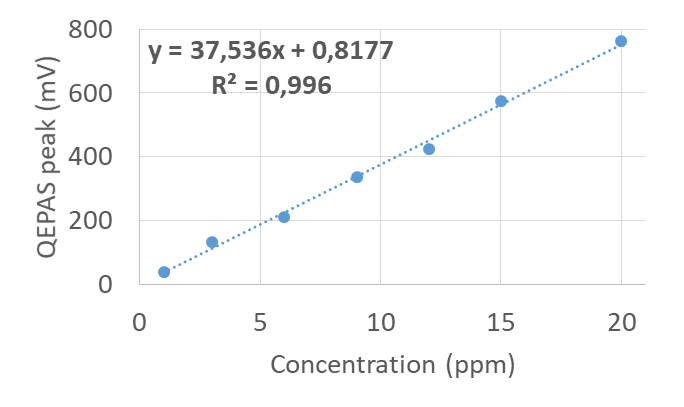 y = 37,536x + 0,8177
R² = 0,996
QEPAS peak (mV)
800
600
400
200
0
0 5 10 15 20
Concentration (ppm)